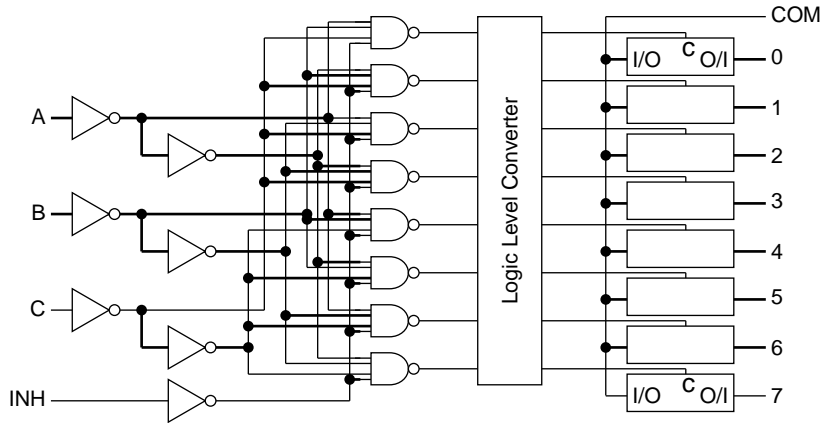 COM
I/O C O/I 0
A
1
2
B
3
Logic Level Converter
4
C
5
6
INH
I/O C O/I 7